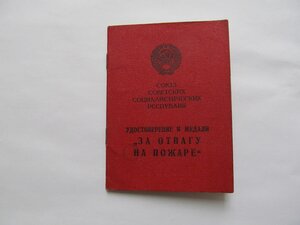 СОЮЗ
СОВЕТСКИХ
СОЦИАЛИСТИЧЕСКИХ
РЕСПУБЛИК
УДОСТОВЕРЕНИЕ К МЕДАЛИ
„ЗА ОТВАГУ
НА ПОЖАРЕ“